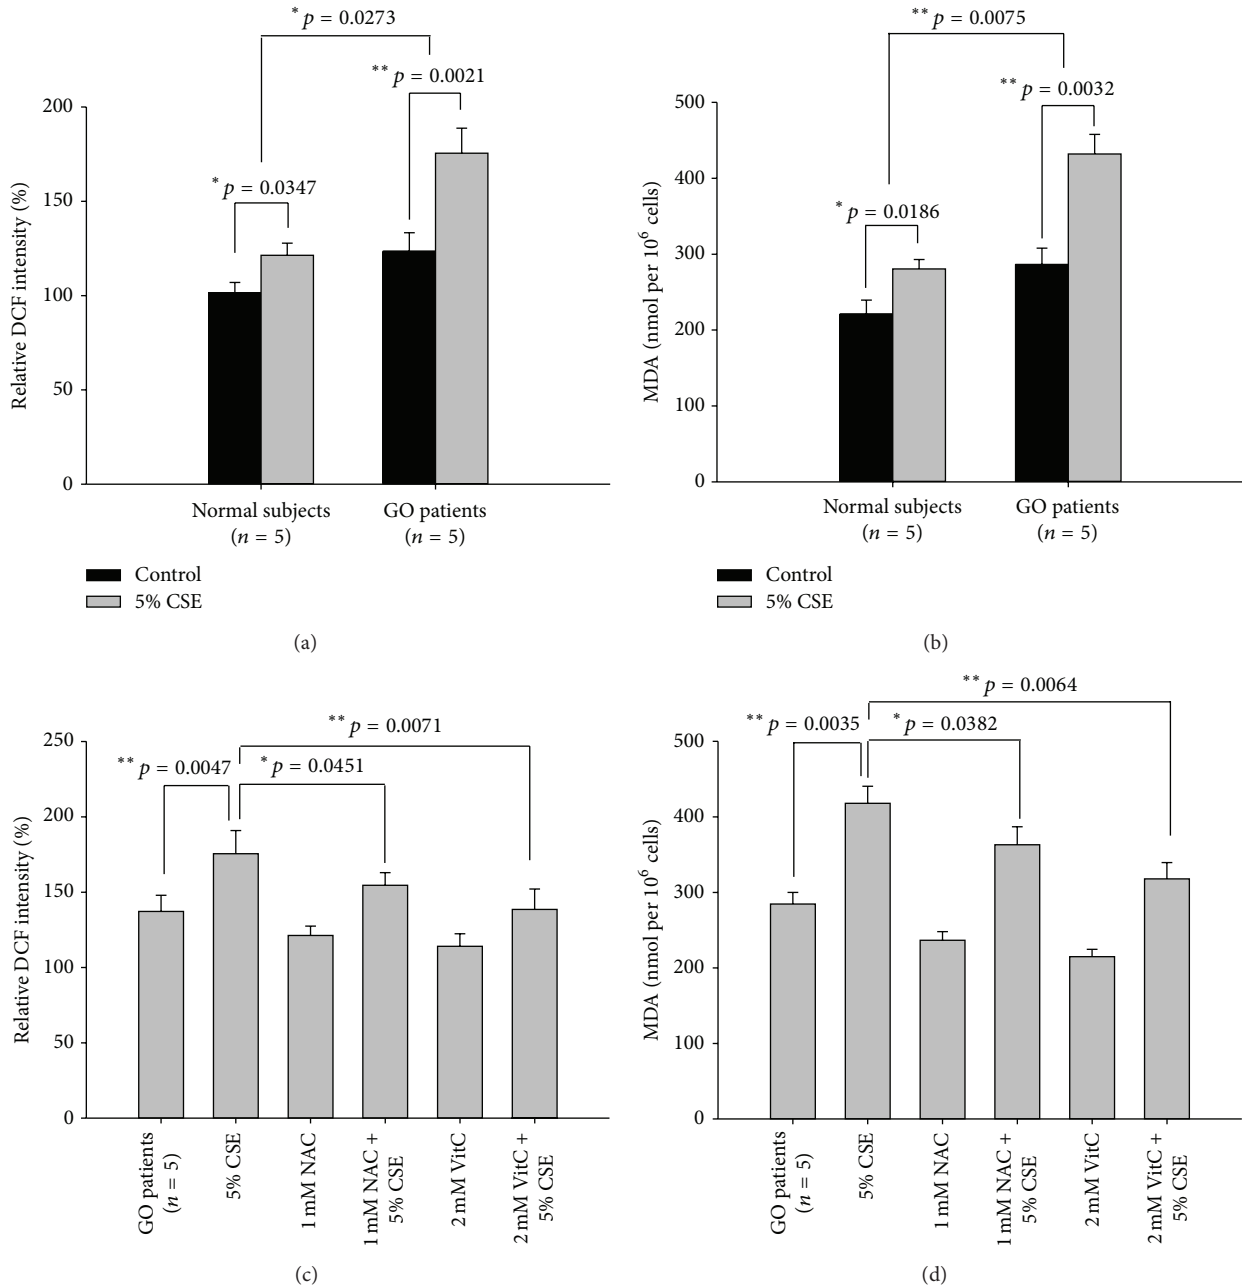 * p = 0.0273
** p = 0.0021
* p = 0.0347
Relative DCF intensity (%)
200
150
100
50
0
Normal subjects
(n = 5)
GO patients
(n = 5)
Control
5% CSE
(a)
** p = 0.0075
** p = 0.0032
* p = 0.0186
MDA (nmol per 10⁶ cells)
500
400
300
200
100
0
Normal subjects
(n = 5)
GO patients
(n = 5)
Control
5% CSE
(b)
** p = 0.0071
** p = 0.0047
* p = 0.0451
Relative DCF intensity (%)
250
200
150
100
50
0
GO patients
(n = 5)
5% CSE
1 mM NAC
1 mM NAC +
5% CSE
2 mM VitC
2 mM VitC +
5% CSE
(c)
** p = 0.0064
** p = 0.0035
* p = 0.0382
MDA (nmol per 10⁶ cells)
500
400
300
200
100
0
GO patients
(n = 5)
5% CSE
1 mM NAC
1 mM NAC +
5% CSE
2 mM VitC
2 mM VitC +
5% CSE
(d)